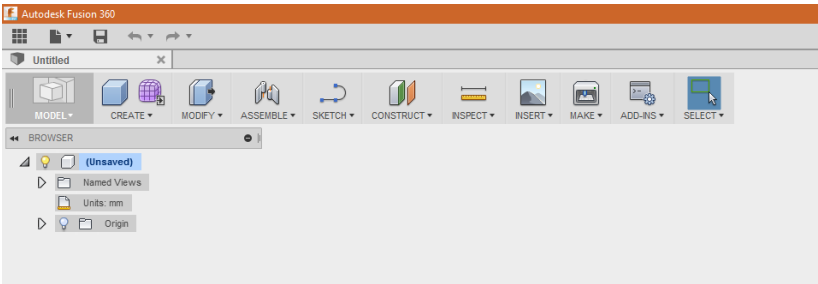 Autodesk Fusion 360
Untitled
MODEL CREATE MODIFY ASSEMBLE SKETCH CONSTRUCT INSPECT INSERT MAKE ADD-INS SELECT
BROWSER
(Unsaved)
Named Views
Units: mm
Origin